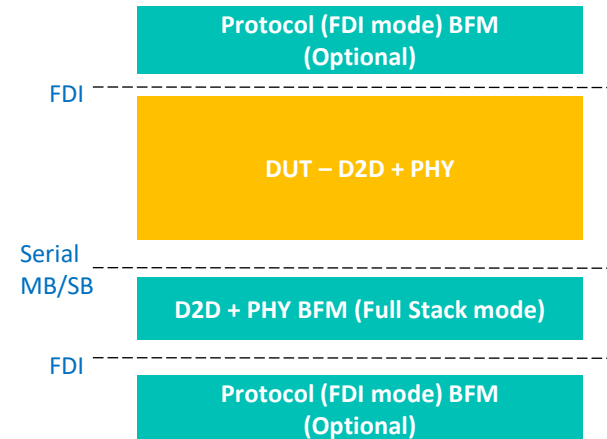 Protocol (FDI mode) BFM
(Optional)
FDI
DUT – D2D + PHY
Serial
MB/SB
D2D + PHY BFM (Full Stack mode)
FDI
Protocol (FDI mode) BFM
(Optional)